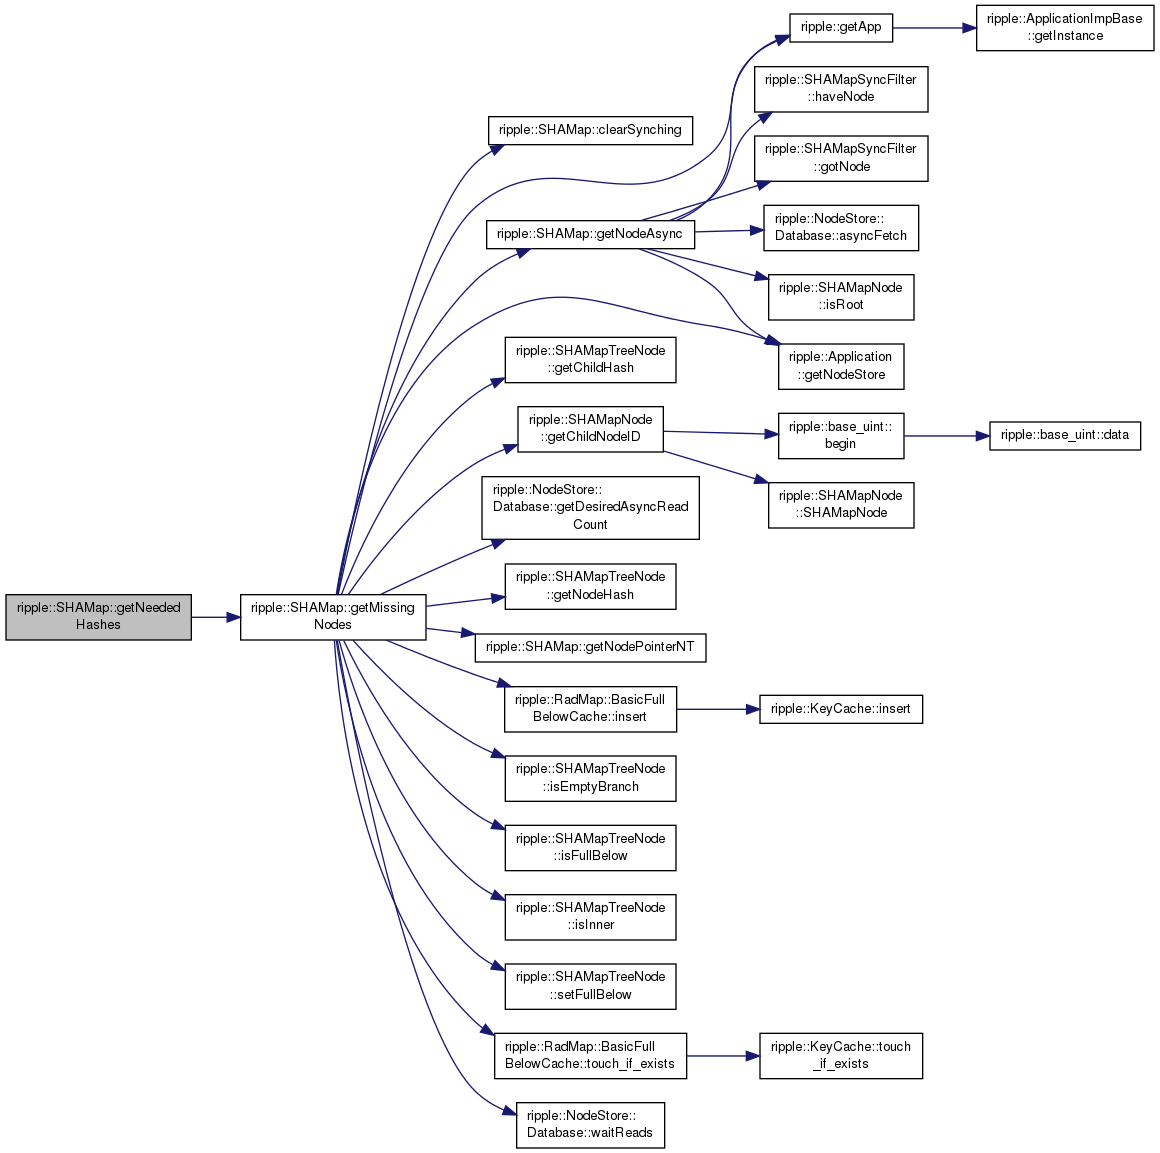 ripple::getApp
ripple::ApplicationImpBase
::getInstance
ripple::SHAMapSyncFilter
::haveNode
ripple::SHAMap::clearSynching
ripple::SHAMapSyncFilter
::gotNode
ripple::SHAMap::getNodeAsync
ripple::NodeStore::
Database::asyncFetch
ripple::SHAMapNode
::isRoot
ripple::SHAMapTreeNode
::getChildHash
ripple::Application
::getNodeStore
ripple::SHAMapNode
::getChildNodeID
ripple::base_uint::
begin
ripple::base_uint::data
ripple::NodeStore::
Database::getDesiredAsyncRead
Count
ripple::SHAMapNode
::SHAMapNode
ripple::SHAMapTreeNode
::getNodeHash
ripple::SHAMap::getNeeded
Hashes
ripple::SHAMap::getMissing
Nodes
ripple::SHAMap::getNodePointerNT
ripple::RadMap::BasicFull
BelowCache::insert
ripple::KeyCache::insert
ripple::SHAMapTreeNode
::isEmptyBranch
ripple::SHAMapTreeNode
::isFullBelow
ripple::SHAMapTreeNode
::isInner
ripple::SHAMapTreeNode
::setFullBelow
ripple::RadMap::BasicFull
BelowCache::touch_if_exists
ripple::KeyCache::touch
_if_exists
ripple::NodeStore::
Database::waitReads